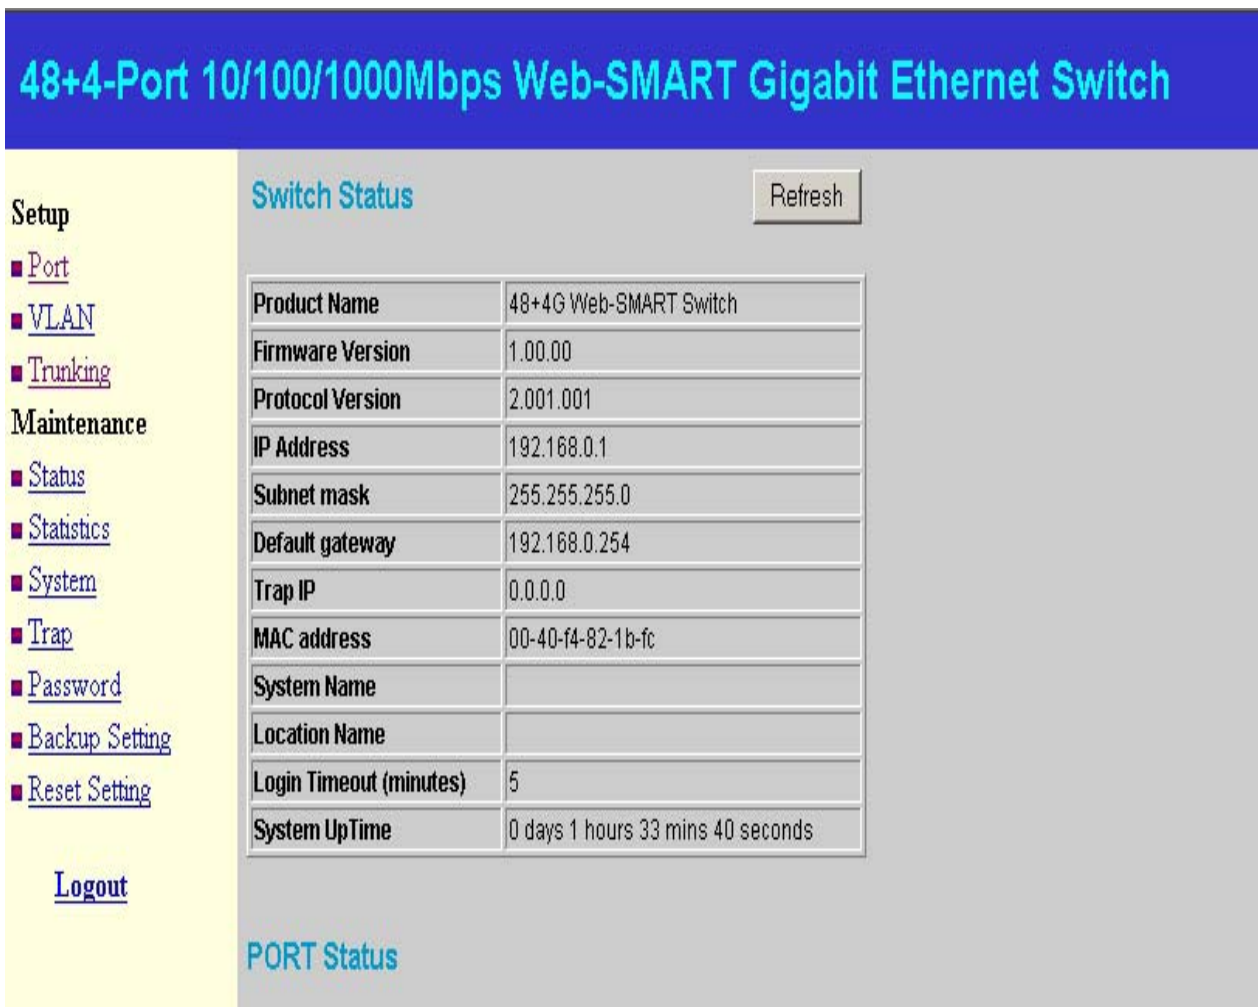 48+4-Port 10/100/1000Mbps Web-SMART Gigabit Ethernet Switch
Setup
Port
VLAN
Trunking
Maintenance
Status
Statistics
System
Trap
Password
Backup Setting
Reset Setting
Logout
Switch Status
Refresh
Product Name 48+4G Web-SMART Switch
Firmware Version 1.00.00
Protocol Version 2.001.001
IP Address 192.168.0.1
Subnet mask 255.255.255.0
Default gateway 192.168.0.254
Trap IP 0.0.0.0
MAC address 00-40-f4-82-1b-fc
System Name
Location Name
Login Timeout (minutes) 5
System UpTime 0 days 1 hours 33 mins 40 seconds
PORT Status